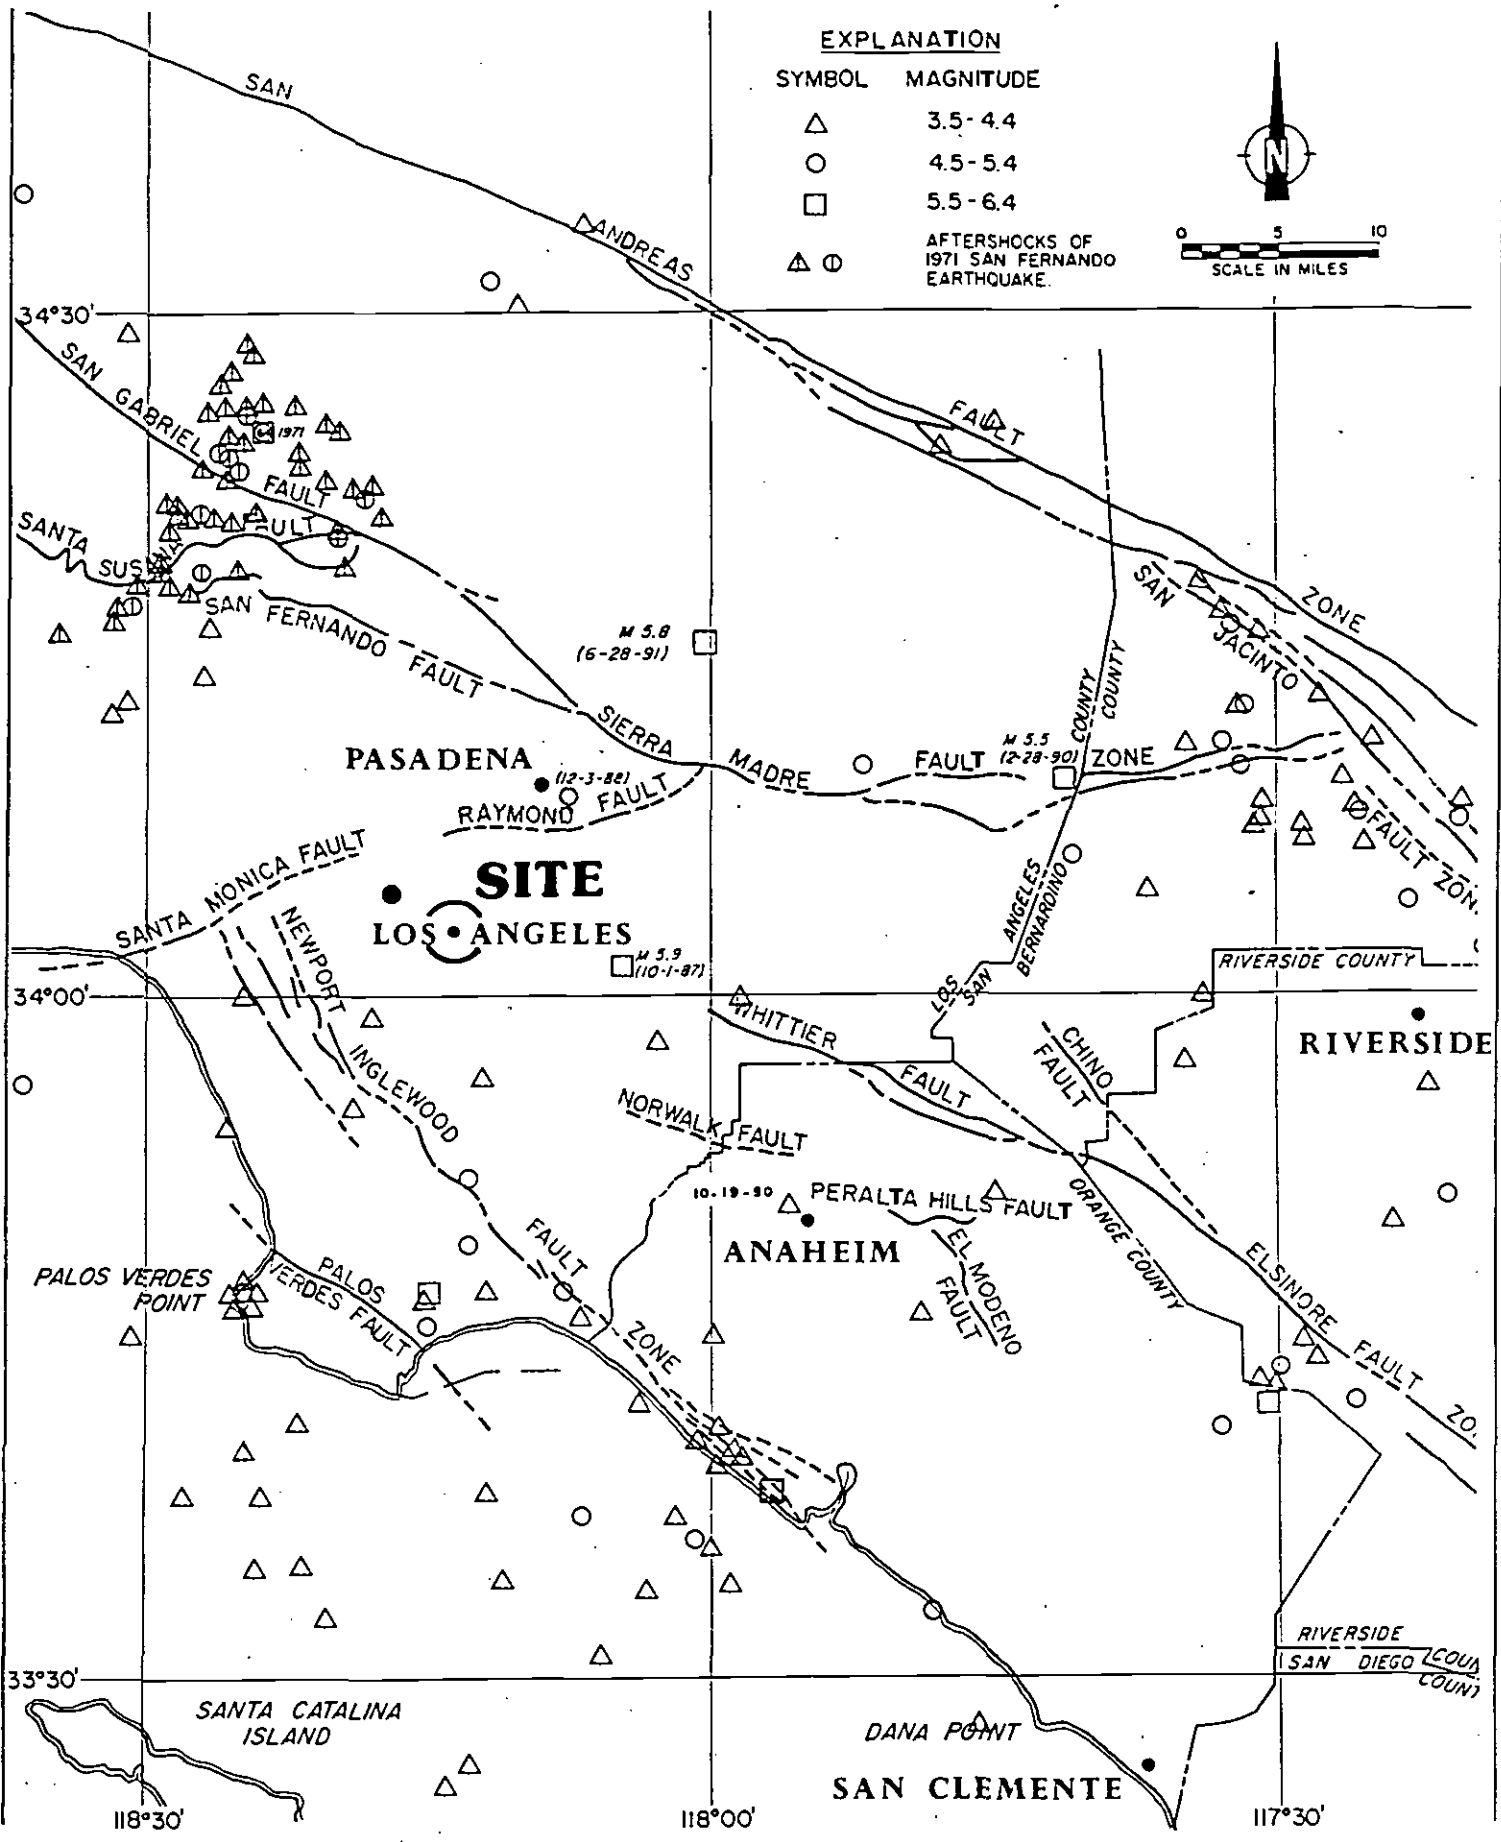 EXPLANATION
SYMBOL MAGNITUDE
3.5-4.4
4.5-5.4
5.5-6.4
AFTERSHOCKS OF
1971 SAN FERNANDO
EARTHQUAKE.
N
0 5 10
SCALE IN MILES
SAN
ANDREAS
FAULT
ZONE
34°30'
SAN
GABRIEL
FAULT
1971
SANTA
SUSANA
FAULT
SAN FERNANDO FAULT
M 5.8
(6-28-91)
SAN
JACINTO
FAULT ZON.
COUNTY
COUNTY
SIERRA
MADRE
FAULT
ZONE
M 5.5
(2-28-90)
PASADENA
(12-3-88)
RAYMOND FAULT
SANTA MONICA FAULT
SITE
LOS ANGELES
M 5.9
(10-1-87)
LOS ANGELES
SAN BERNARDINO
RIVERSIDE COUNTY
34°00'
RIVERSIDE
NEWPORT
INGLEWOOD
FAULT
ZONE
WHITTIER
FAULT
CHINO
FAULT
NORWALK FAULT
10-19-90
PERALTA HILLS FAULT
ANAHEIM
EL MODENO
FAULT
ORANGE COUNTY
ELSINORE
FAULT
ZO.
PALOS VERDES
POINT
PALOS
VERDES FAULT
33°30'
RIVERSIDE
SAN DIEGO
COUN
COUNT
SANTA CATALINA
ISLAND
DANA POINT
SAN CLEMENTE
118°30'
118°00'
117°30'